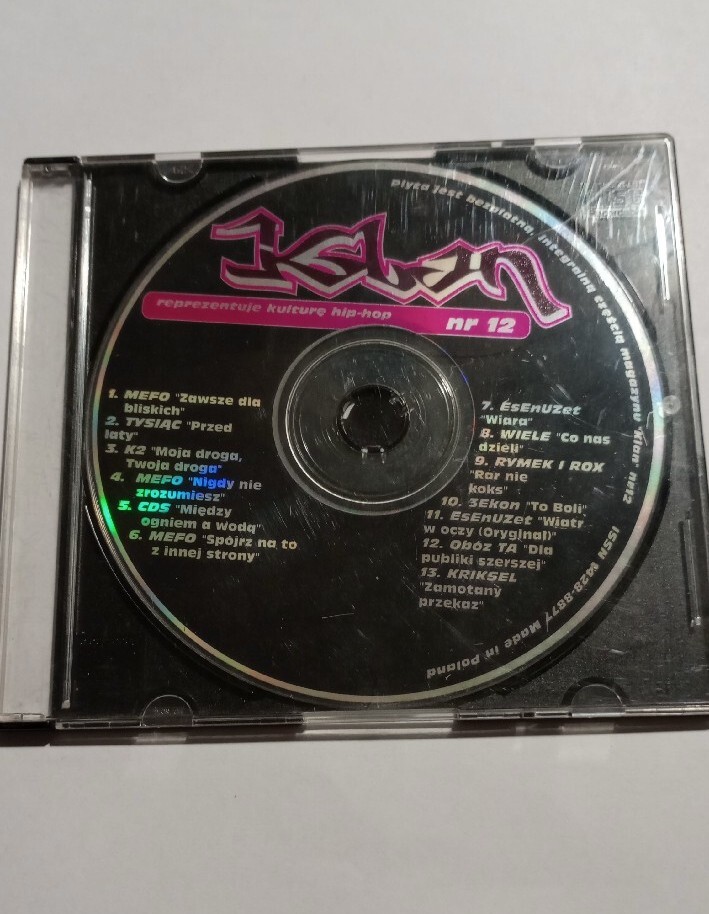 Płyta jest bezpłatną, integralną częścią magazynu "Klan" nr12
ISSN 1428-8877 Made in Poland
Klan
reprezentuje kulturę hip-hop
nr 12
1. MEFO "Zawsze dla
bliskich"
2. TYSIĄC "Przed
laty"
3. K2 "Moja droga,
Twoja droga"
4. MEFO "Nigdy nie
zrozumiesz"
5. CDS "Między
ogniem a wodą"
6. MEFO "Spójrz na to
z innej strony"
7. EsEnUZet
"Wiara"
8. WIELE "Co nas
dzieli"
9. RYMEK I ROX
"Rar nie
koks"
10. 3EKon "To Boli"
11. EsEnUZet "Wiatr
w oczy (Oryginal)"
12. Obóz TA "Dla
publiki szerszej"
13. KRIKSEL
"Zamotany
przekaz"